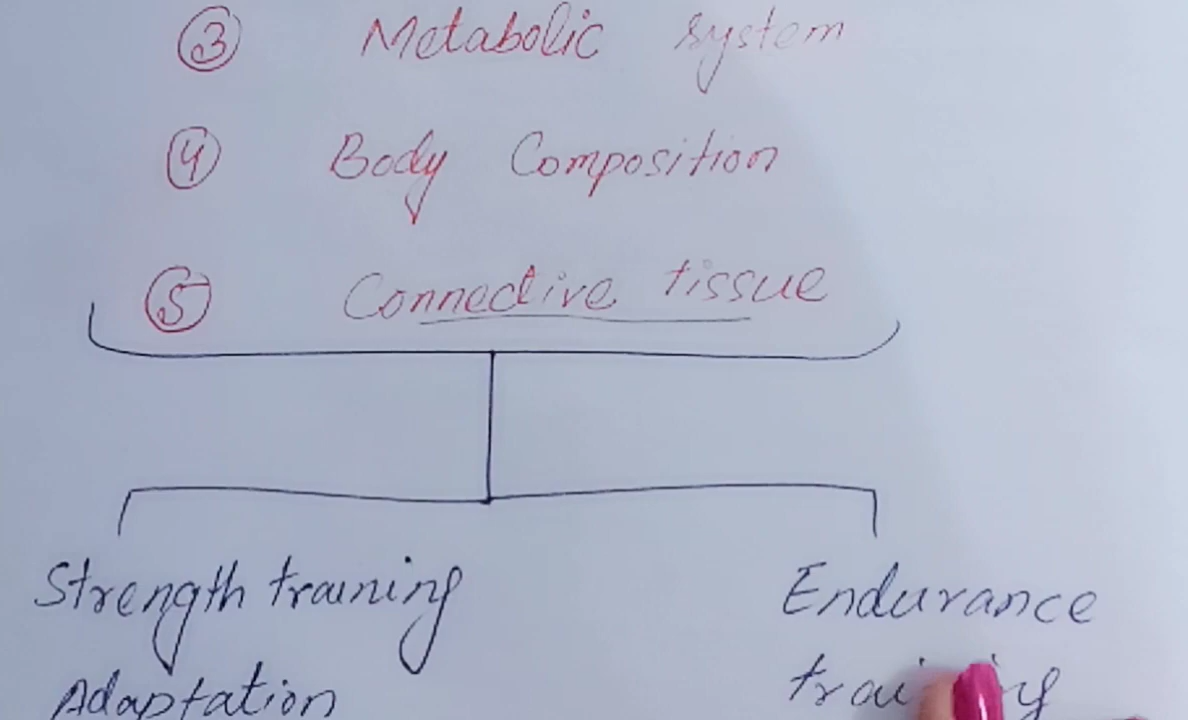 ③ Metabolic system
④ Body Composition
⑤ Connective tissue
Strength training
Adaptation
Endurance